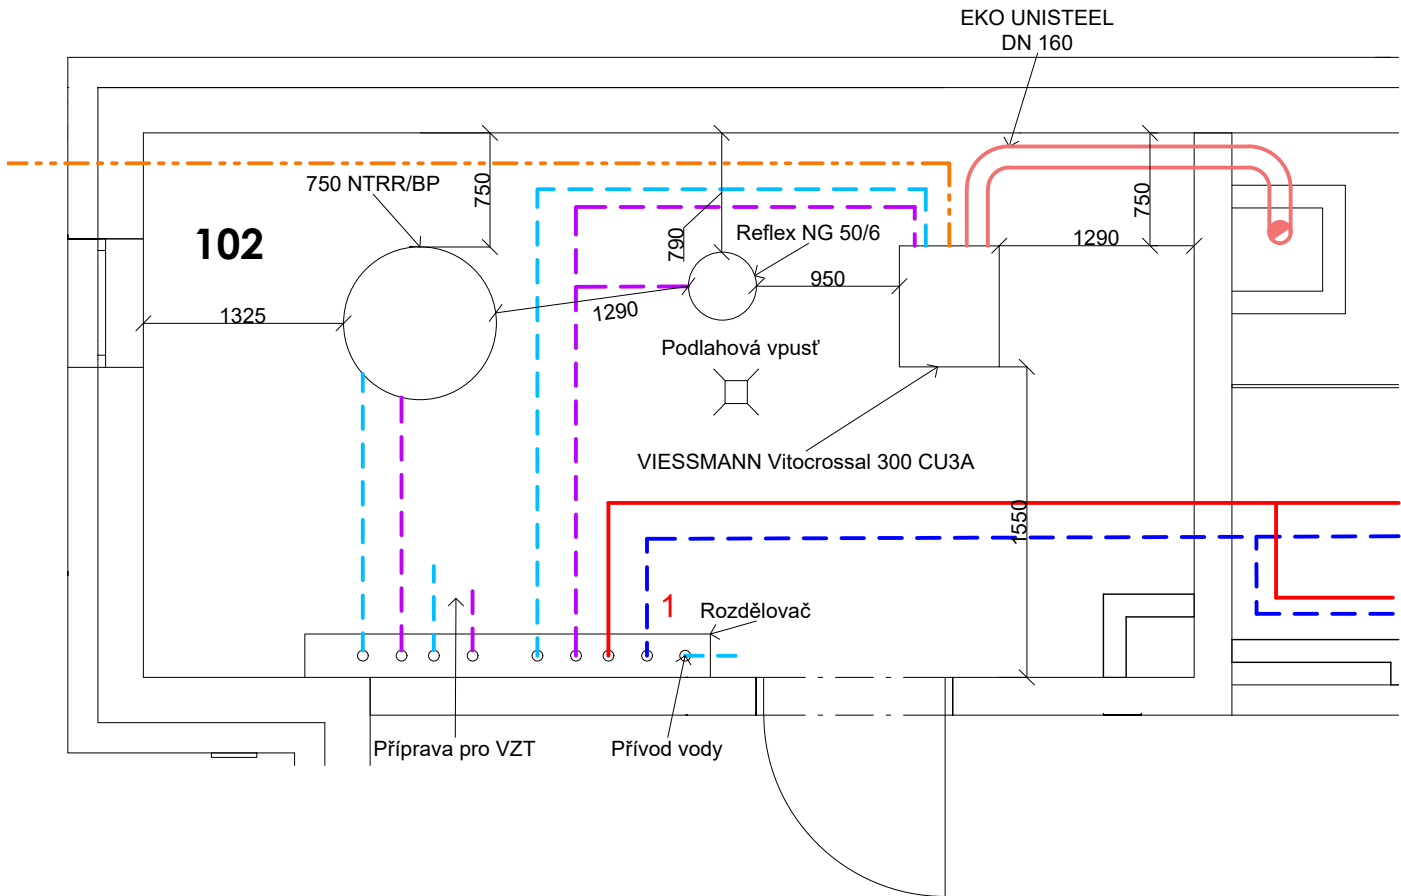 EKO UNISTEEL
DN 160
750 NTRR/BP
750
790
750
102
Reflex NG 50/6
1290
950
1325
1290
Podlahová vpusť
VIESSMANN Vitocrossal 300 CU3A
1550
1
Rozdělovač
Příprava pro VZT
Přívod vody